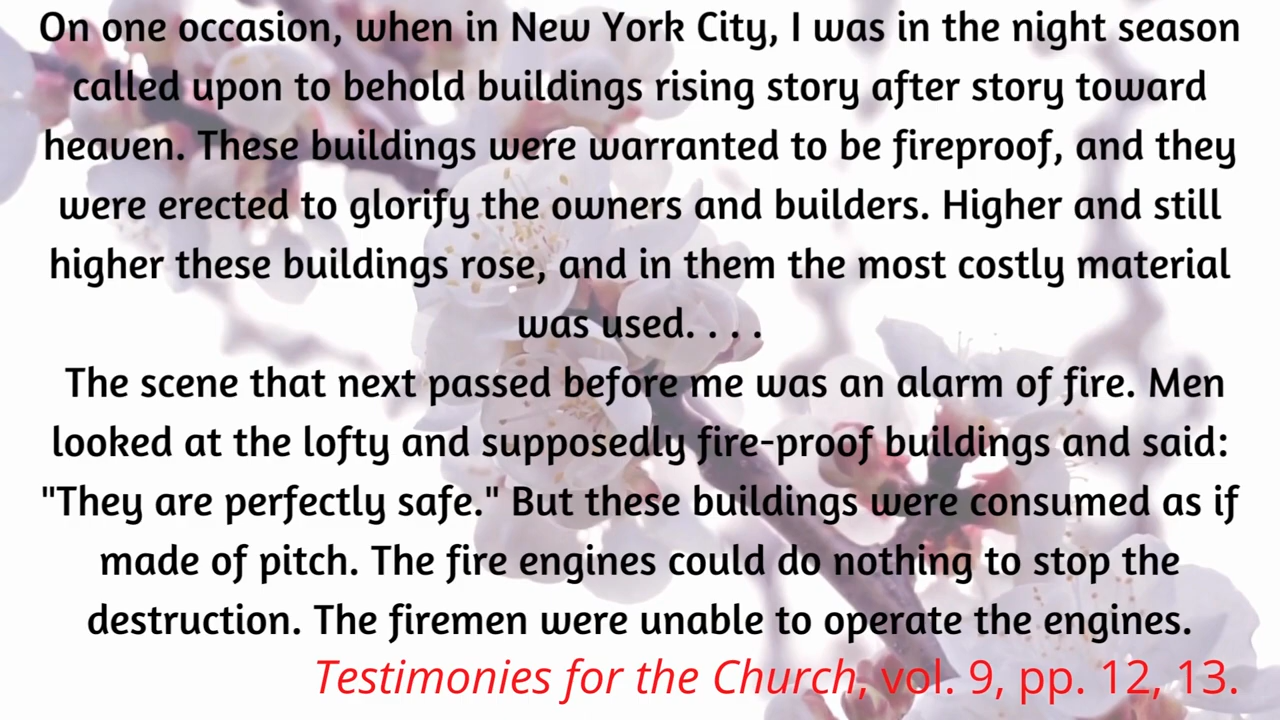 On one occasion, when in New York City, I was in the night season
called upon to behold buildings rising story after story toward
heaven. These buildings were warranted to be fireproof, and they
were erected to glorify the owners and builders. Higher and still
higher these buildings rose, and in them the most costly material
was used. . . .
The scene that next passed before me was an alarm of fire. Men
looked at the lofty and supposedly fire-proof buildings and said:
"They are perfectly safe." But these buildings were consumed as if
made of pitch. The fire engines could do nothing to stop the
destruction. The firemen were unable to operate the engines.
Testimonies for the Church, vol. 9, pp. 12, 13.